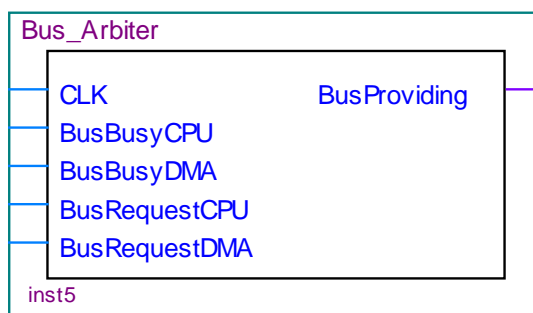 Bus_Arbiter
CLK BusProviding
BusBusyCPU
BusBusyDMA
BusRequestCPU
BusRequestDMA
inst5